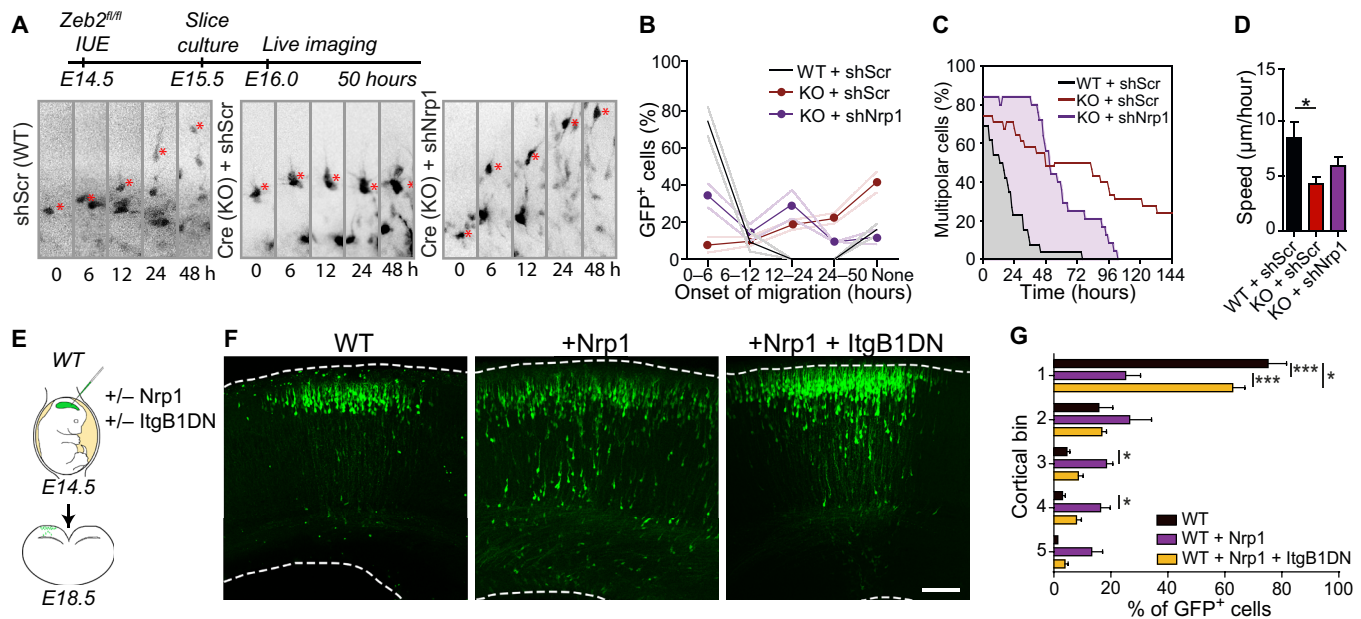 A
Zeb2fl/fl
IUE
Slice
culture
Live imaging
E14.5
E15.5
E16.0
50 hours
shScr (WT)
*
*
*
*
*
0
6
12
24
48 h
Cre (KO) + shScr
*
*
*
*
*
0
6
12
24
48 h
Cre (KO) + shNrp1
*
*
*
*
*
0
6
12
24
48 h
B
GFP+ cells (%)
100
80
60
40
20
0
WT + shScr
KO + shScr
KO + shNrp1
0–6
6–12
12–24
24–50
None
Onset of migration (hours)
C
Multipolar cells (%)
100
80
60
40
20
0
WT + shScr
KO + shScr
KO + shNrp1
0
24
48
72
96
120
144
Time (hours)
D
Speed (µm/hour)
15
10
5
0
*
WT + shScr
KO + shScr
KO + shNrp1
E
WT
+/– Nrp1
+/– ItgB1DN
E14.5
E18.5
F
WT
+Nrp1
+Nrp1 + ItgB1DN
G
Cortical bin
1
2
3
4
5
***
***
*
*
*
WT
WT + Nrp1
WT + Nrp1 + ItgB1DN
0
20
40
60
80
100
% of GFP+ cells